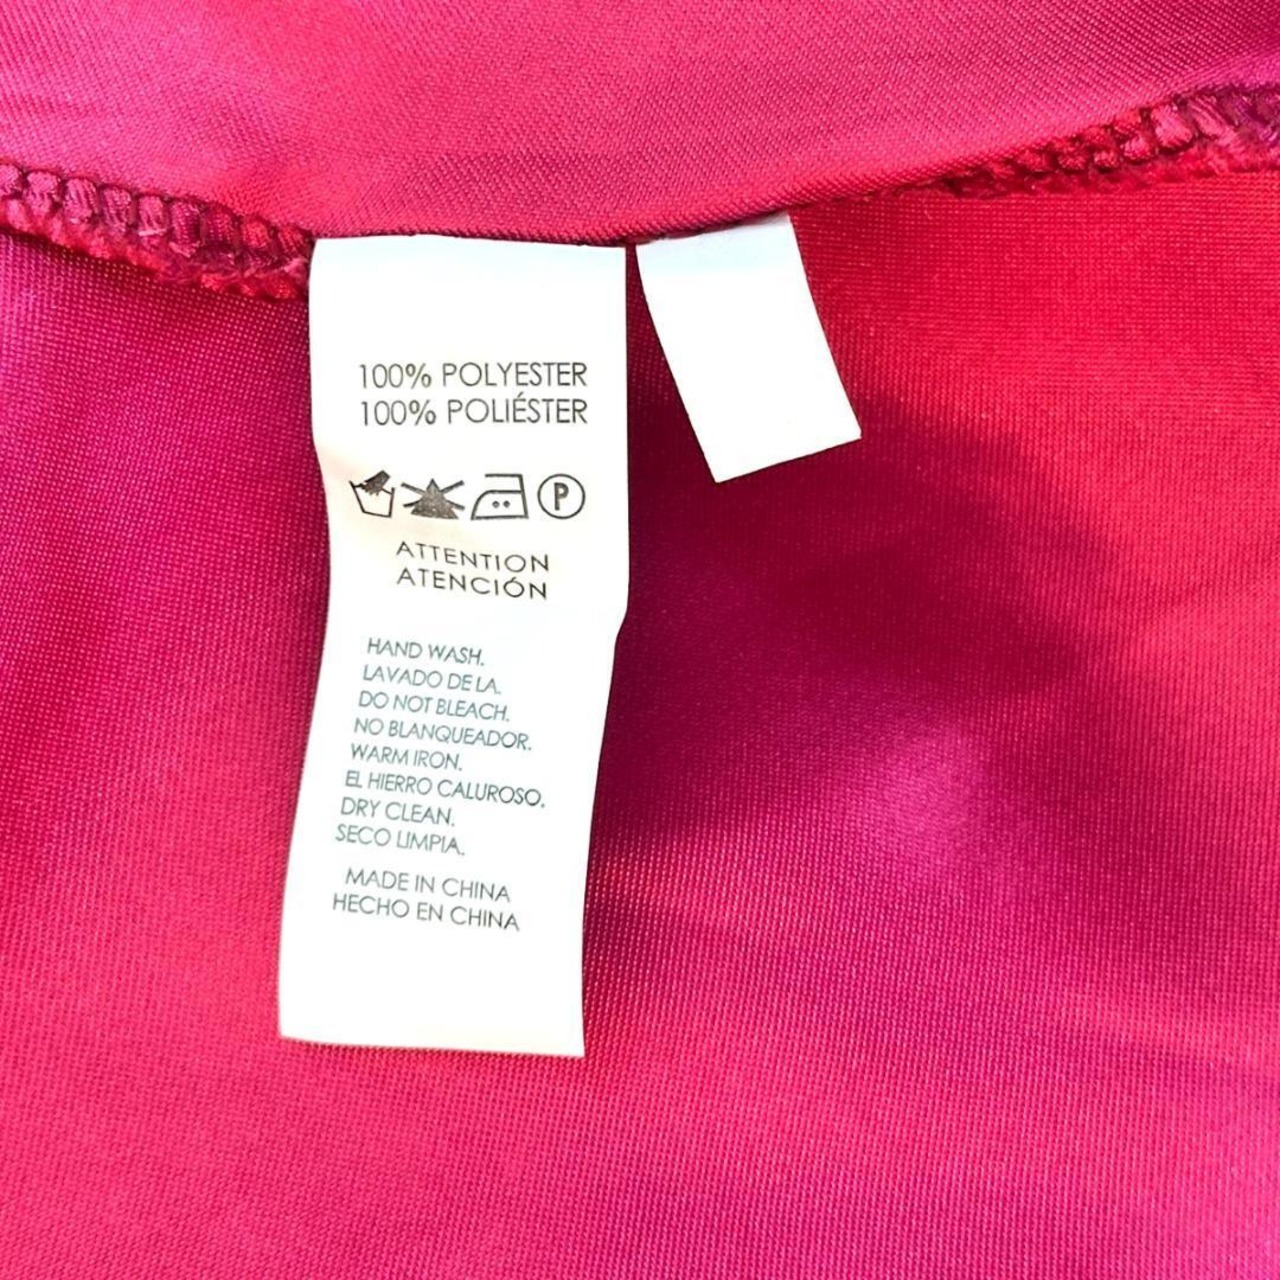 100% POLYESTER
100% POLIÉSTER
P
ATTENTION
ATENCIÓN
HAND WASH.
LAVADO DE LA.
DO NOT BLEACH.
NO BLANQUEADOR.
WARM IRON.
EL HIERRO CALUROSO.
DRY CLEAN.
SECO LIMPIA.
MADE IN CHINA
HECHO EN CHINA